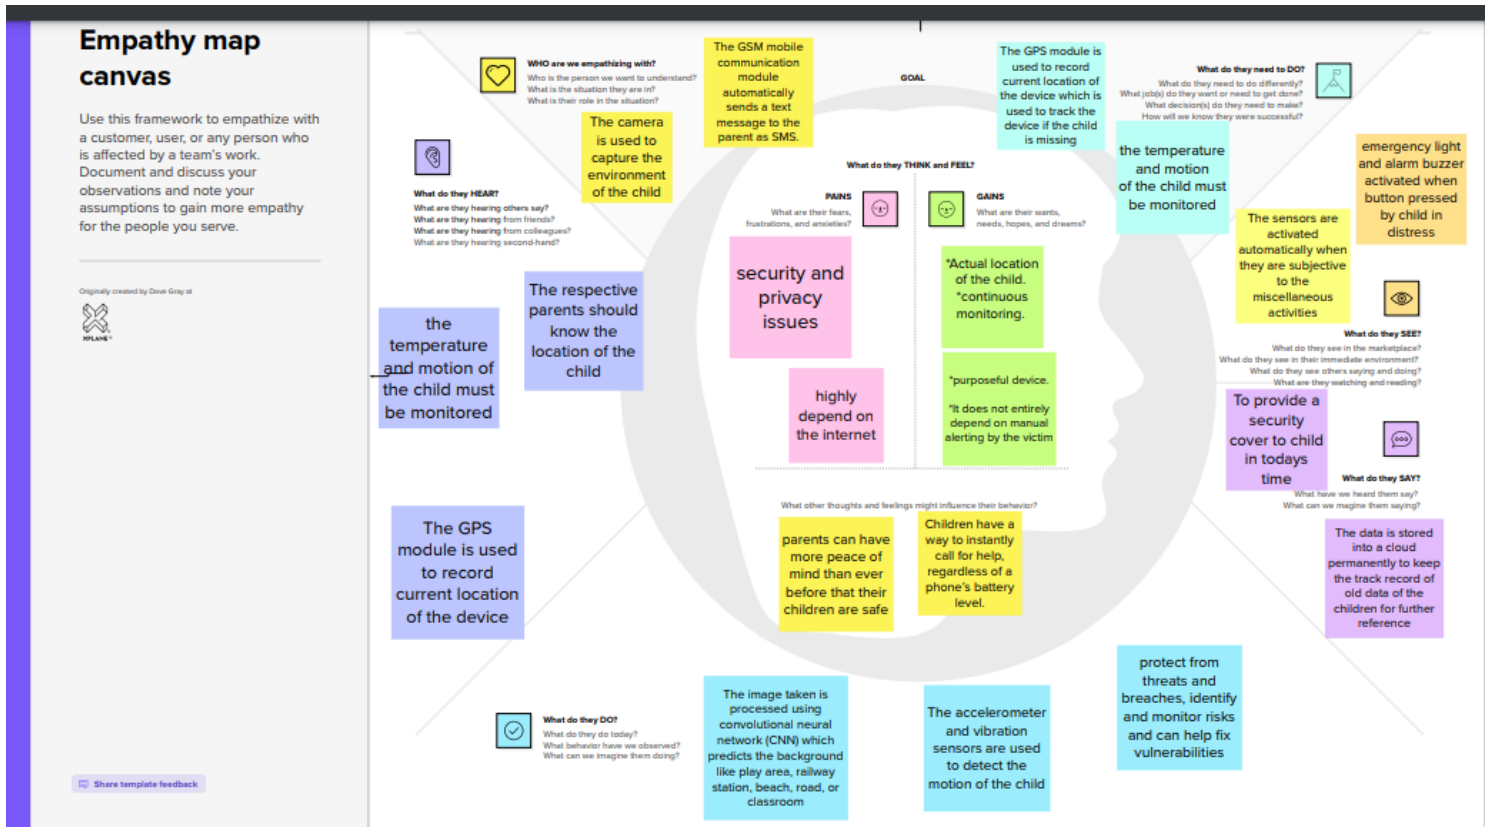 Empathy map
canvas
Use this framework to empathize with
a customer, user, or any person who
is affected by a team's work.
Document and discuss your
observations and note your
assumptions to gain more empathy
for the people you serve.
Originally created by Dave Gray at
XPLANE
Share template feedback
WHO are we empathizing with?
Who is the person we want to understand?
What is the situation they are in?
What is their role in the situation?
The GSM mobile
communication
module
automatically
sends a text
message to the
parent as SMS.
The camera
is used to
capture the
environment
of the child
GOAL
The GPS module is
used to record
current location of
the device which is
used to track the
device if the child
is missing
What do they need to DO?
What do they need to do differently?
What job(s) do they want or need to get done?
What decision(s) do they need to make?
How will we know they were successful?
the temperature
and motion
of the child must
be monitored
emergency light
and alarm buzzer
activated when
button pressed
by child in
distress
The sensors are
activated
automatically when
they are subjective
to the
miscellaneous
activities
What do they SEE?
What do they see in the marketplace?
What do they see in their immediate environment?
What do they see others saying and doing?
What are they watching and reading?
What do they HEAR?
What are they hearing others say?
What are they hearing from friends?
What are they hearing from colleagues?
What are they hearing second-hand?
The respective
parents should
know the
location of the
child
the
temperature
and motion of
the child must
be monitored
The GPS
module is used
to record
current location
of the device
What do they THINK and FEEL?
PAINS
What are their fears,
frustrations, and anxieties?
security and
privacy
issues
highly
depend on
the internet
GAINS
What are their wants,
needs, hopes, and dreams?
*Actual location
of the child.
*continuous
monitoring.
*purposeful device.
*It does not entirely
depend on manual
alerting by the victim
What other thoughts and feelings might influence their behavior?
parents can have
more peace of
mind than ever
before that their
children are safe
Children have a
way to instantly
call for help,
regardless of a
phone's battery
level.
To provide a
security
cover to child
in todays
time
What do they SAY?
What have we heard them say?
What can we magine them saying?
The data is stored
into a cloud
permanently to keep
the track record of
old data of the
children for further
reference
What do they DO?
What do they do today?
What behavior have we observed?
What can we imagine them doing?
The image taken is
processed using
convolutional neural
network (CNN) which
predicts the background
like play area, railway
station, beach, road, or
classroom
The accelerometer
and vibration
sensors are used
to detect the
motion of the child
protect from
threats and
breaches, identify
and monitor risks
and can help fix
vulnerabilities